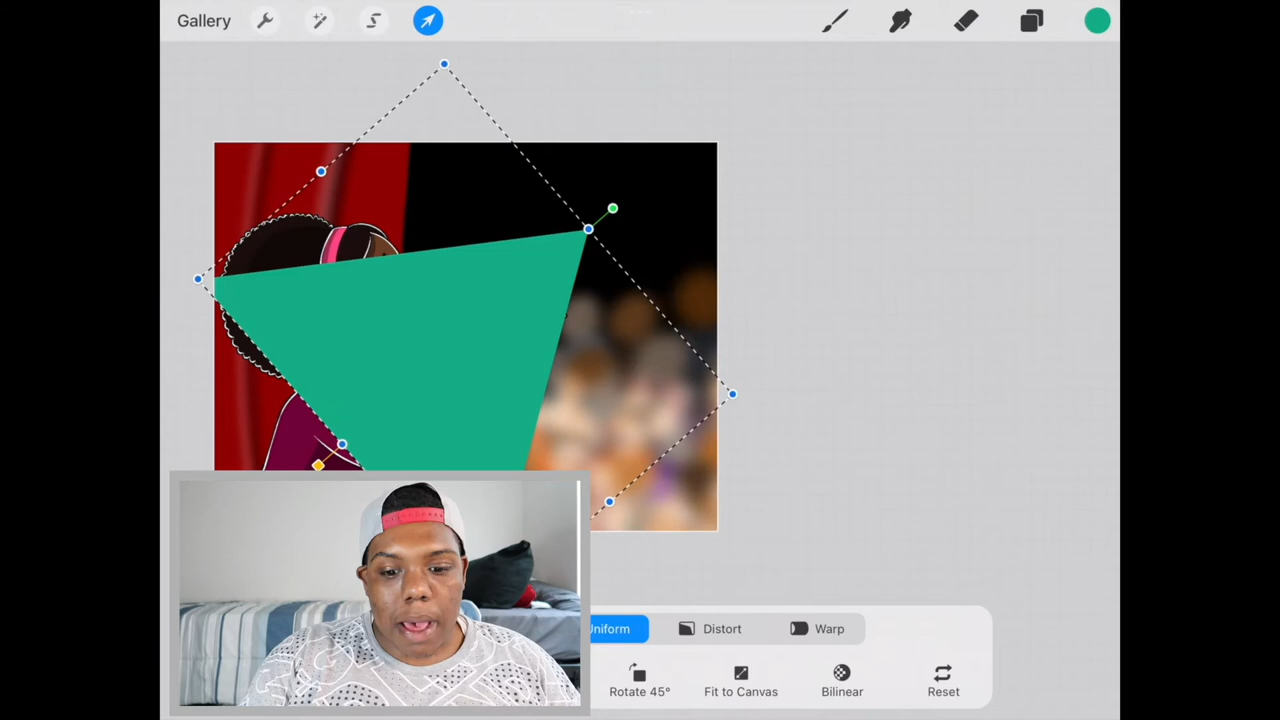 Gallery
Uniform
Distort
Warp
Rotate 45°
Fit to Canvas
Bilinear
Reset